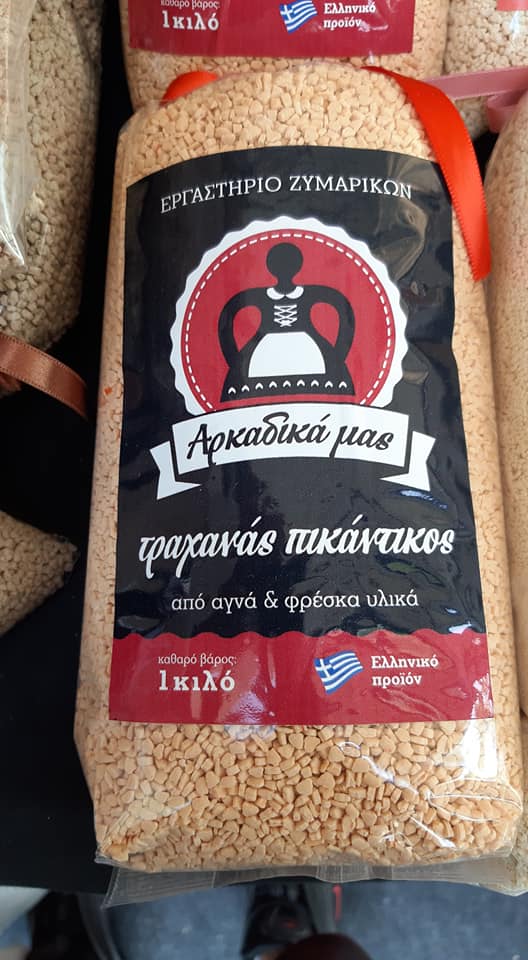 καθαρό βάρος:
1κιλό
Ελληνικό
προϊόν
ΕΡΓΑΣΤΗΡΙΟ ΖΥΜΑΡΙΚΩΝ
Αρκαδικά μας
τραχανάς πικάντικος
από αγνά & φρέσκα υλικά
καθαρό βάρος:
1κιλό
Ελληνικό
προϊόν